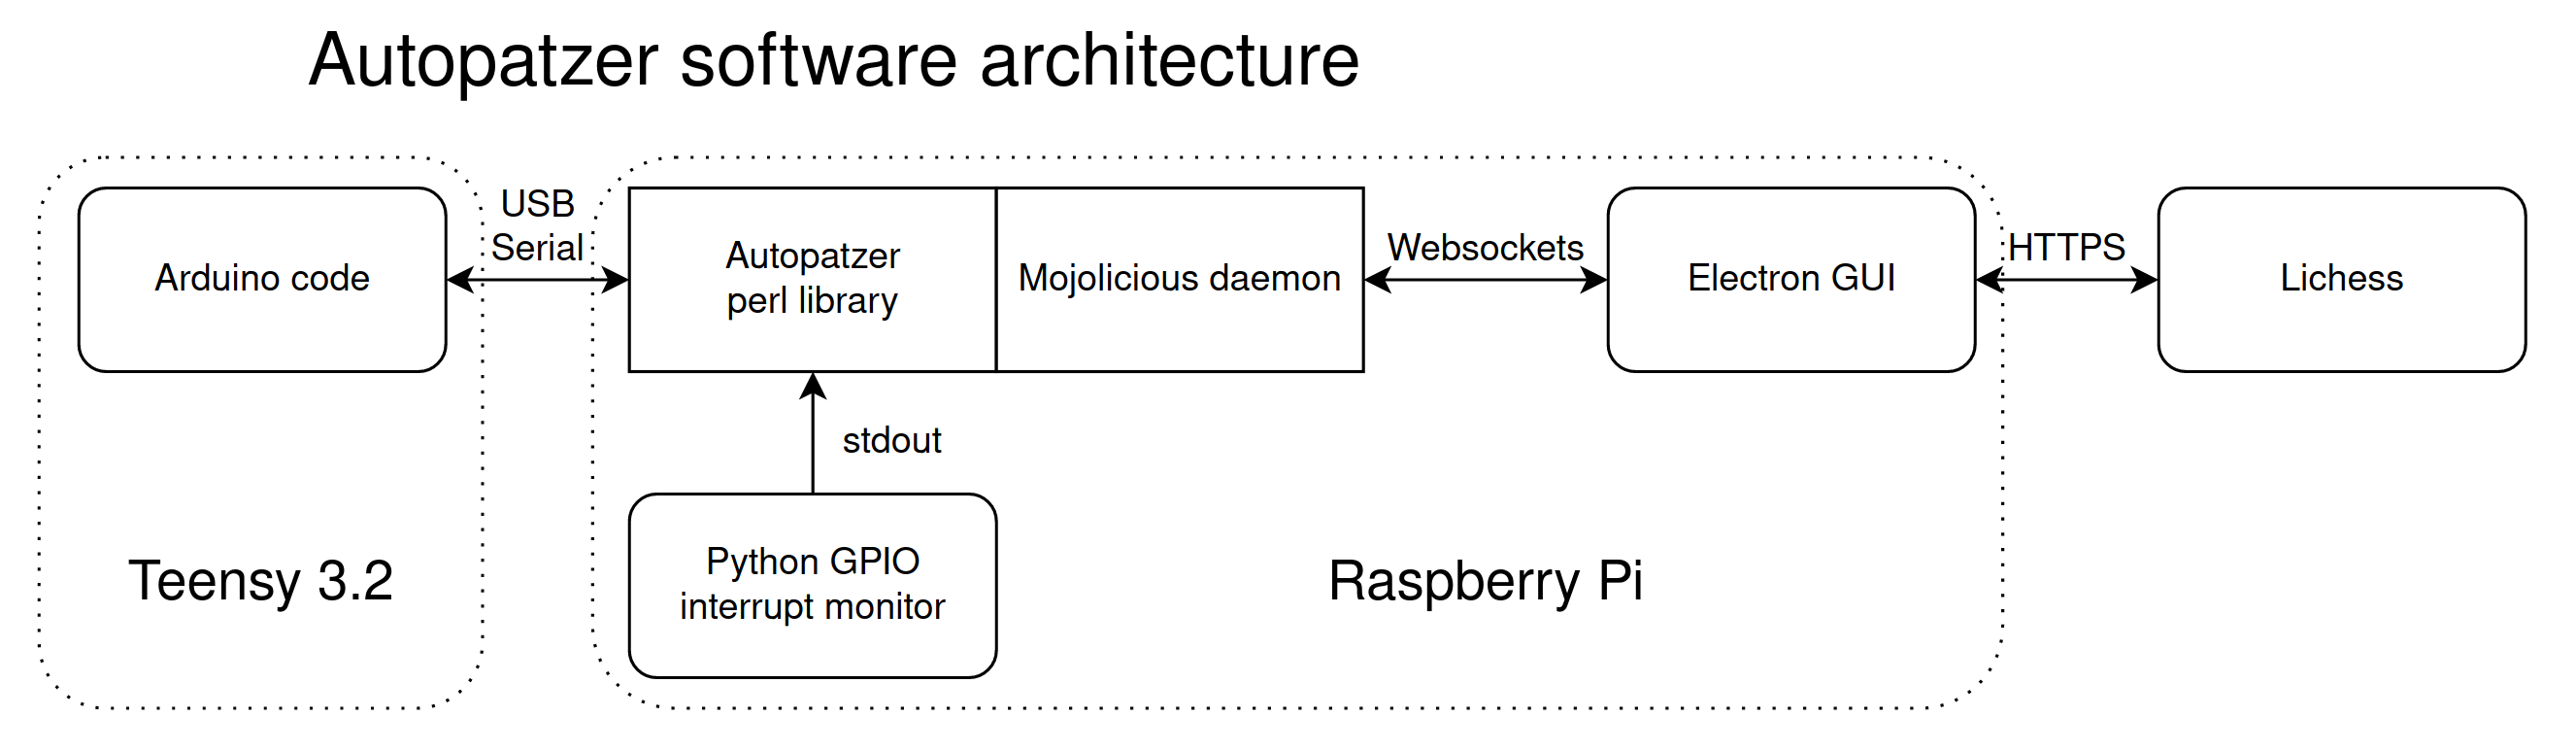 Autopatzer software architecture
Arduino code
USB
Serial
Autopatzer
perl library
Mojolicious daemon
Websockets
Electron GUI
HTTPS
Lichess
stdout
Python GPIO
interrupt monitor
Teensy 3.2
Raspberry Pi